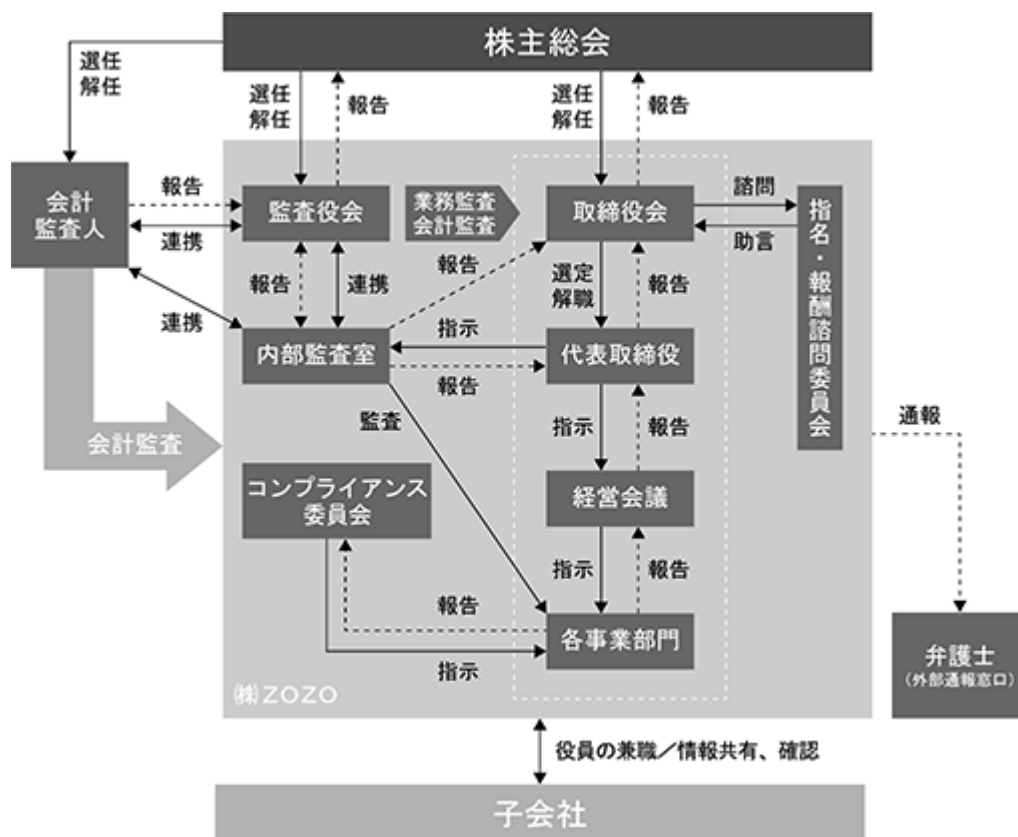 株主総会
選任
解任
選任
解任
報告
選任
解任
報告
会計
監査人
報告
連携
監査役会
業務監査
会計監査
取締役会
諮問
助言
指名・報酬諮問委員会
報告
連携
報告
選定
解職
報告
連携
内部監査室
指示
報告
代表取締役
会計監査
監査
指示
報告
通報
コンプライアンス
委員会
経営会議
指示
報告
報告
指示
各事業部門
弁護士
（外部通報窓口）
㈱ZOZO
役員の兼職／情報共有、確認
子会社